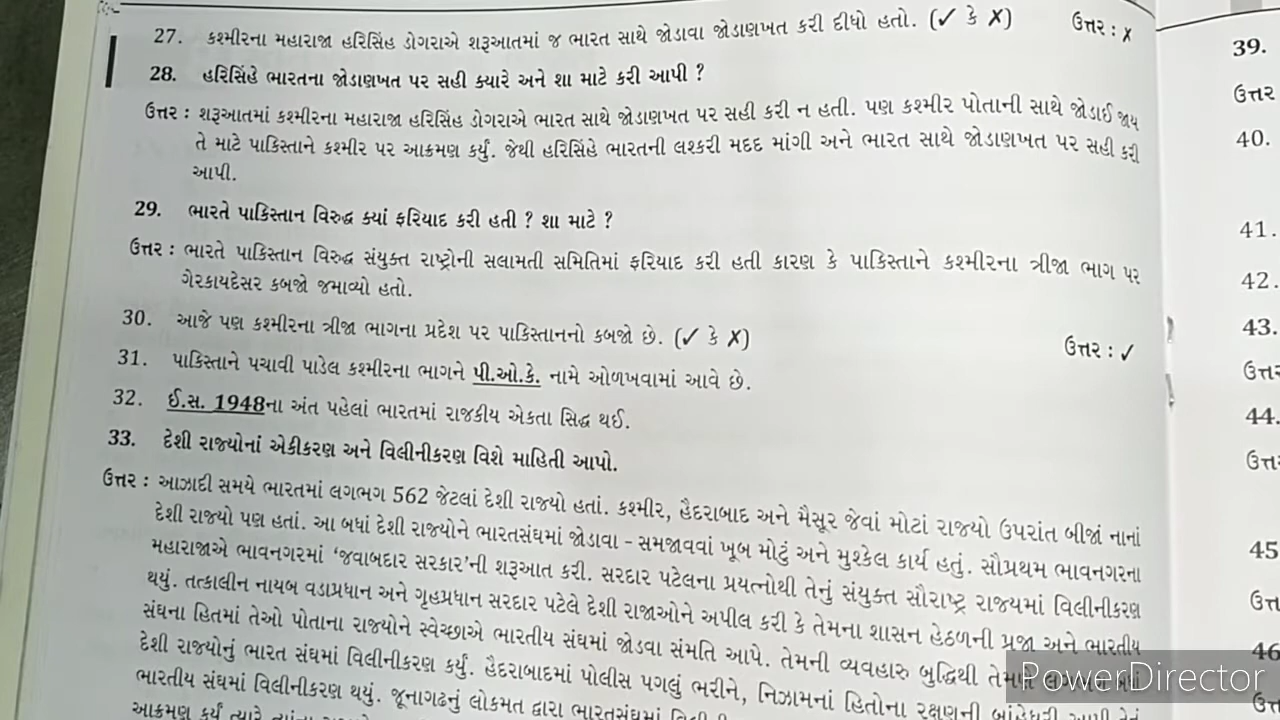 27. કશ્મીરના મહારાજા હરિસિંહ ડોગરાએ શરૂઆતમાં જ ભારત સાથે જોડાવા જોડાણખત કરી દીધો હતો. (✓ કે ✗) ઉત્તર : ✗
28. હરિસિંહે ભારતના જોડાણખત પર સહી ક્યારે અને શા માટે કરી આપી ?
ઉત્તર : શરૂઆતમાં કશ્મીરના મહારાજા હરિસિંહ ડોગરાએ ભારત સાથે જોડાણખત પર સહી કરી ન હતી. પણ કશ્મીર પોતાની સાથે જોડાઈ જાય
તે માટે પાકિસ્તાને કશ્મીર પર આક્રમણ કર્યું. જેથી હરિસિંહે ભારતની લશ્કરી મદદ માંગી અને ભારત સાથે જોડાણખત પર સહી કરી
આપી.
29. ભારતે પાકિસ્તાન વિરુદ્ધ ક્યાં ફરિયાદ કરી હતી ? શા માટે ?
ઉત્તર : ભારતે પાકિસ્તાન વિરુદ્ધ સંયુક્ત રાષ્ટ્રોની સલામતી સમિતિમાં ફરિયાદ કરી હતી કારણ કે પાકિસ્તાને કશ્મીરના ત્રીજા ભાગ પર
ગેરકાયદેસર કબજો જમાવ્યો હતો.
30. આજે પણ કશ્મીરના ત્રીજા ભાગના પ્રદેશ પર પાકિસ્તાનનો કબજો છે. (✓ કે ✗) ઉત્તર : ✓
31. પાકિસ્તાને પચાવી પાડેલ કશ્મીરના ભાગને પી.ઓ.કે. નામે ઓળખવામાં આવે છે.
32. ઈ.સ. 1948ના અંત પહેલાં ભારતમાં રાજકીય એકતા સિદ્ધ થઈ.
33. દેશી રાજ્યોનાં એકીકરણ અને વિલીનીકરણ વિશે માહિતી આપો.
ઉત્તર : આઝાદી સમયે ભારતમાં લગભગ 562 જેટલાં દેશી રાજ્યો હતાં. કશ્મીર, હૈદરાબાદ અને મૈસૂર જેવાં મોટાં રાજ્યો ઉપરાંત બીજાં નાનાં
દેશી રાજ્યો પણ હતાં. આ બધાં દેશી રાજ્યોને ભારતસંઘમાં જોડાવા - સમજાવવાં ખૂબ મોટું અને મુશ્કેલ કાર્ય હતું. સૌપ્રથમ ભાવનગરના
મહારાજાએ ભાવનગરમાં 'જવાબદાર સરકાર'ની શરૂઆત કરી. સરદાર પટેલના પ્રયત્નોથી તેનું સંયુક્ત સૌરાષ્ટ્ર રાજ્યમાં વિલીનીકરણ
થયું. તત્કાલીન નાયબ વડાપ્રધાન અને ગૃહપ્રધાન સરદાર પટેલે દેશી રાજાઓને અપીલ કરી કે તેમના શાસન હેઠળની પ્રજા અને ભારતીય
સંઘના હિતમાં તેઓ પોતાના રાજ્યોને સ્વેચ્છાએ ભારતીય સંઘમાં જોડવા સંમતિ આપે. તેમની વ્યવહારુ બુદ્ધિથી
દેશી રાજ્યોનું ભારત સંઘમાં વિલીનીકરણ કર્યું. હૈદરાબાદમાં પોલીસ પગલું ભરીને, નિઝામનાં હિતોના રક્ષણની
ભારતીય સંઘમાં વિલીનીકરણ થયું. જૂનાગઢનું લોકમત દ્વારા ભારતસંઘમાં
આક્રમણ કર્યું ત્યારે
39.
ઉત્તર
40.
41.
42.
43.
ઉત્તર
44.
ઉત્ત
45
ઉત્ત
46
PowerDirector